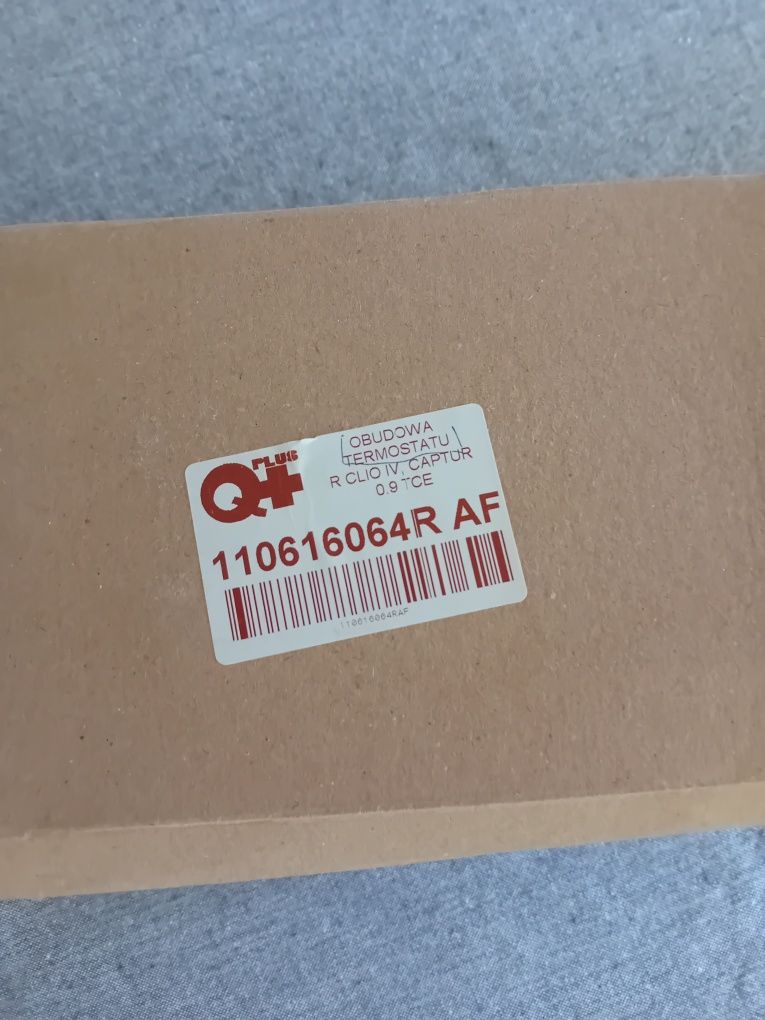 PLUS
Q+
OBUDOWA
TERMOSTATU
R CLIO IV, CAPTUR
0.9 TCE
110616064R AF
110616064RAF